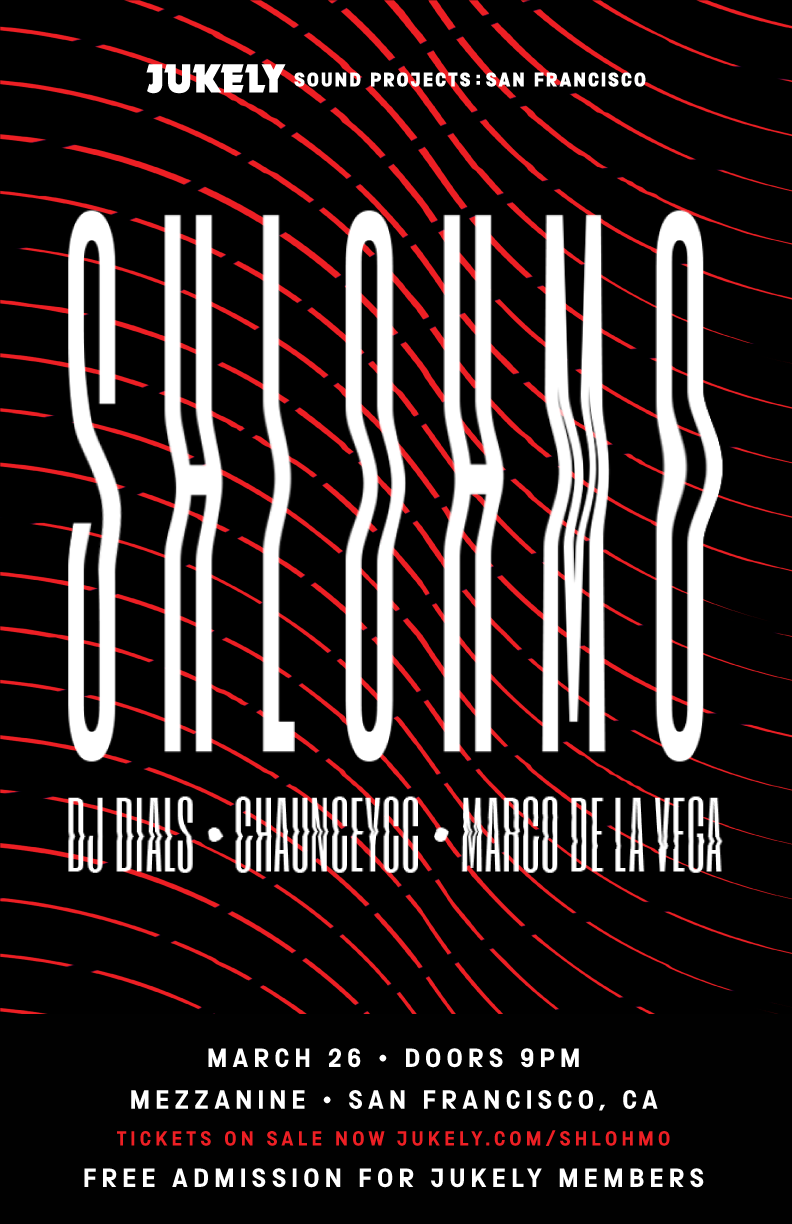 JUKELY SOUND PROJECTS:SAN FRANCISCO
SHLOHMO
DJ DIALS • CHAUNCEYCC • MARCO DE LA VEGA
MARCH 26 • DOORS 9PM
MEZZANINE • SAN FRANCISCO, CA
TICKETS ON SALE NOW JUKELY.COM/SHLOHMO
FREE ADMISSION FOR JUKELY MEMBERS